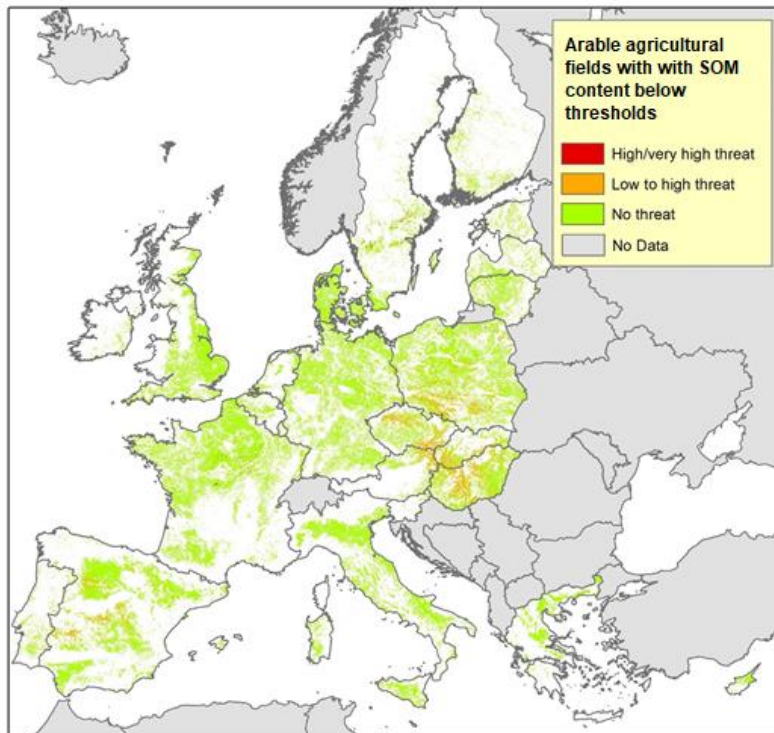 Arable agricultural
fields with with SOM
content below
thresholds
High/very high threat
Low to high threat
No threat
No Data